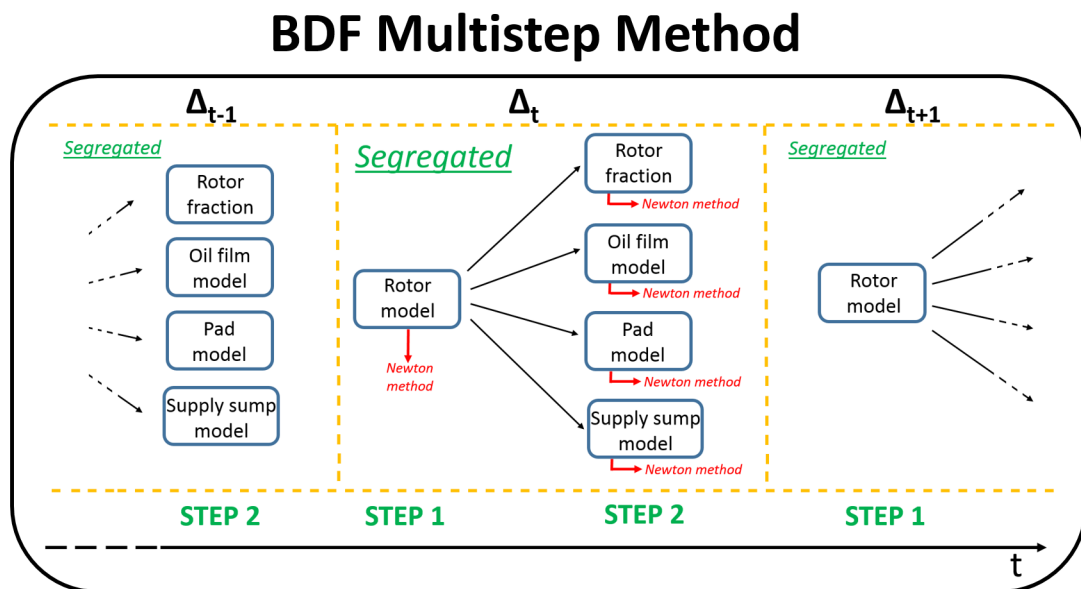 BDF Multistep Method
Δt-1
Δt
Δt+1
Segregated
Rotor
fraction
Oil film
model
Pad
model
Supply sump
model
Segregated
Rotor
model
Newton
method
Rotor
fraction
Newton method
Oil film
model
Newton method
Pad
model
Newton method
Supply sump
model
Newton method
Segregated
Rotor
model
STEP 2
STEP 1
STEP 2
STEP 1
t